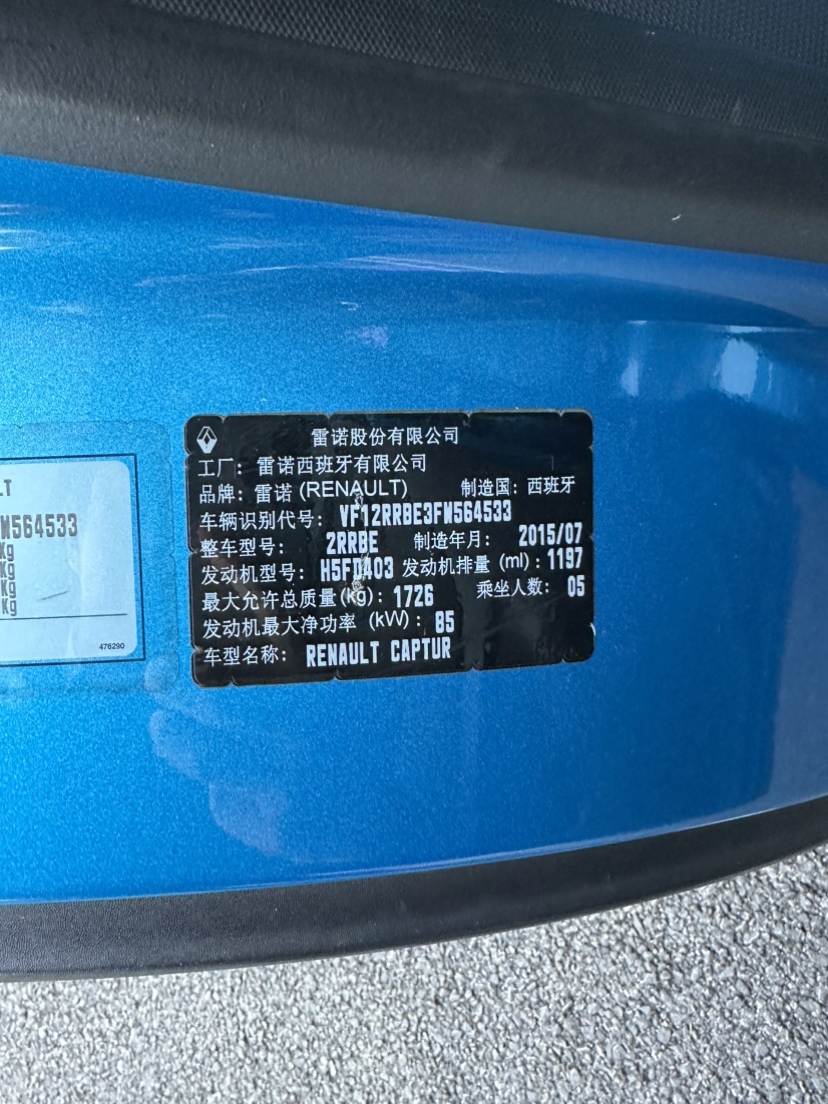 雷诺股份有限公司
工厂：雷诺西班牙有限公司
品牌：雷诺 (RENAULT) 制造国：西班牙
车辆识别代号：VF12RRBE3FW564533
整车型号：2RRBE 制造年月：2015/07
发动机型号：H5FD403 发动机排量 (ml)：1197
最大允许总质量(kg)：1726 乘坐人数：05
发动机最大净功率 (kW)：85
车型名称：RENAULT CAPTUR
LT
W564533
Kg
Kg
Kg
Kg
476290